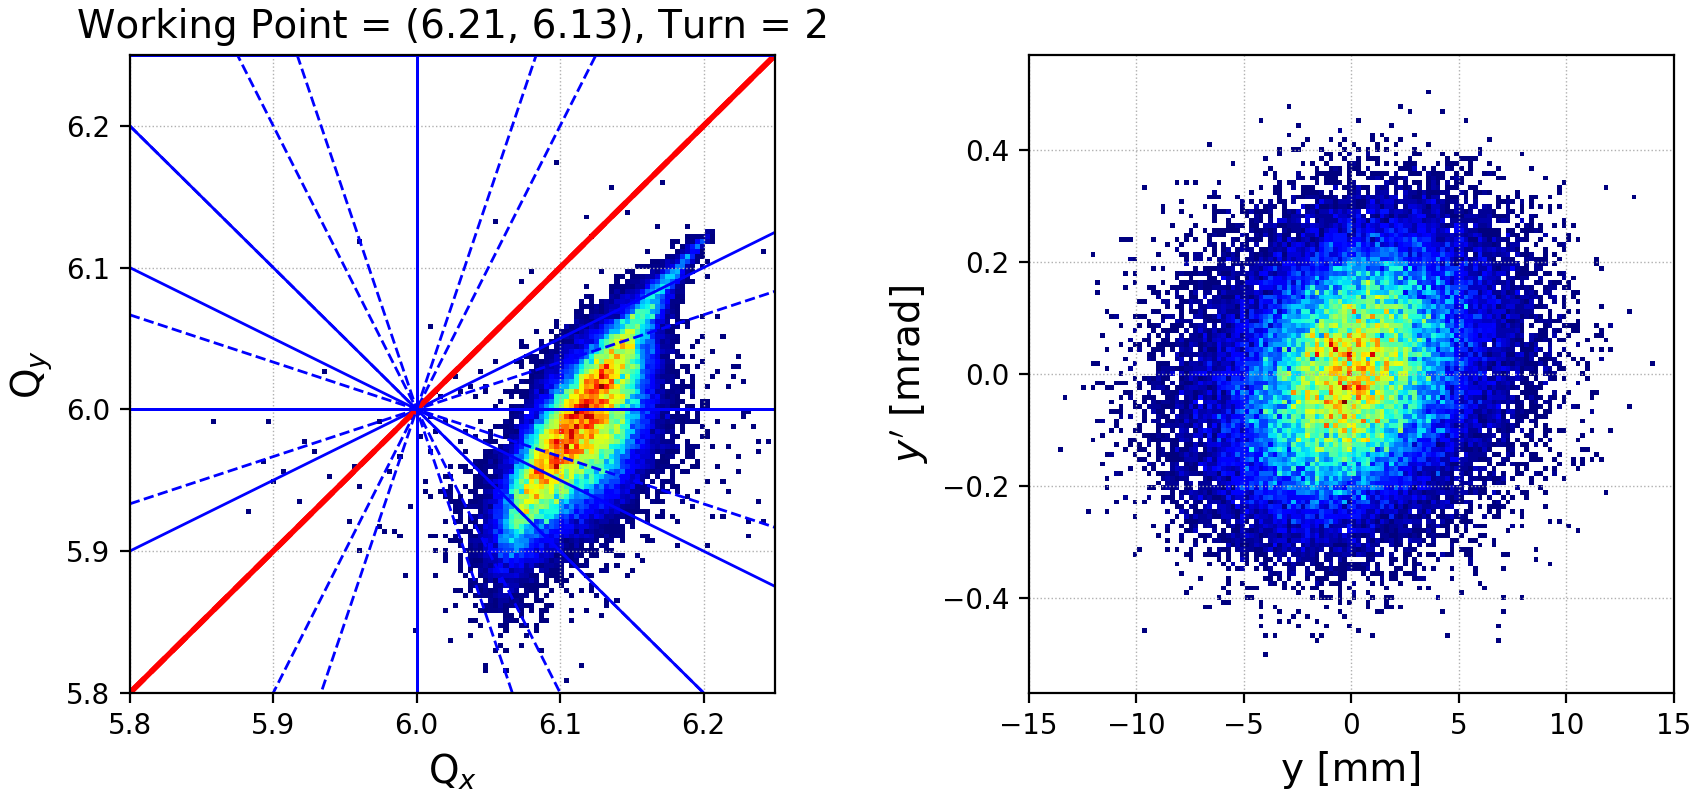 Working Point = (6.21, 6.13), Turn = 2
6.2
6.1
6.0
5.9
5.8
Qy
5.8 5.9 6.0 6.1 6.2
Qx
0.4
0.2
0.0
−0.2
−0.4
y′ [mrad]
−15 −10 −5 0 5 10 15
y [mm]